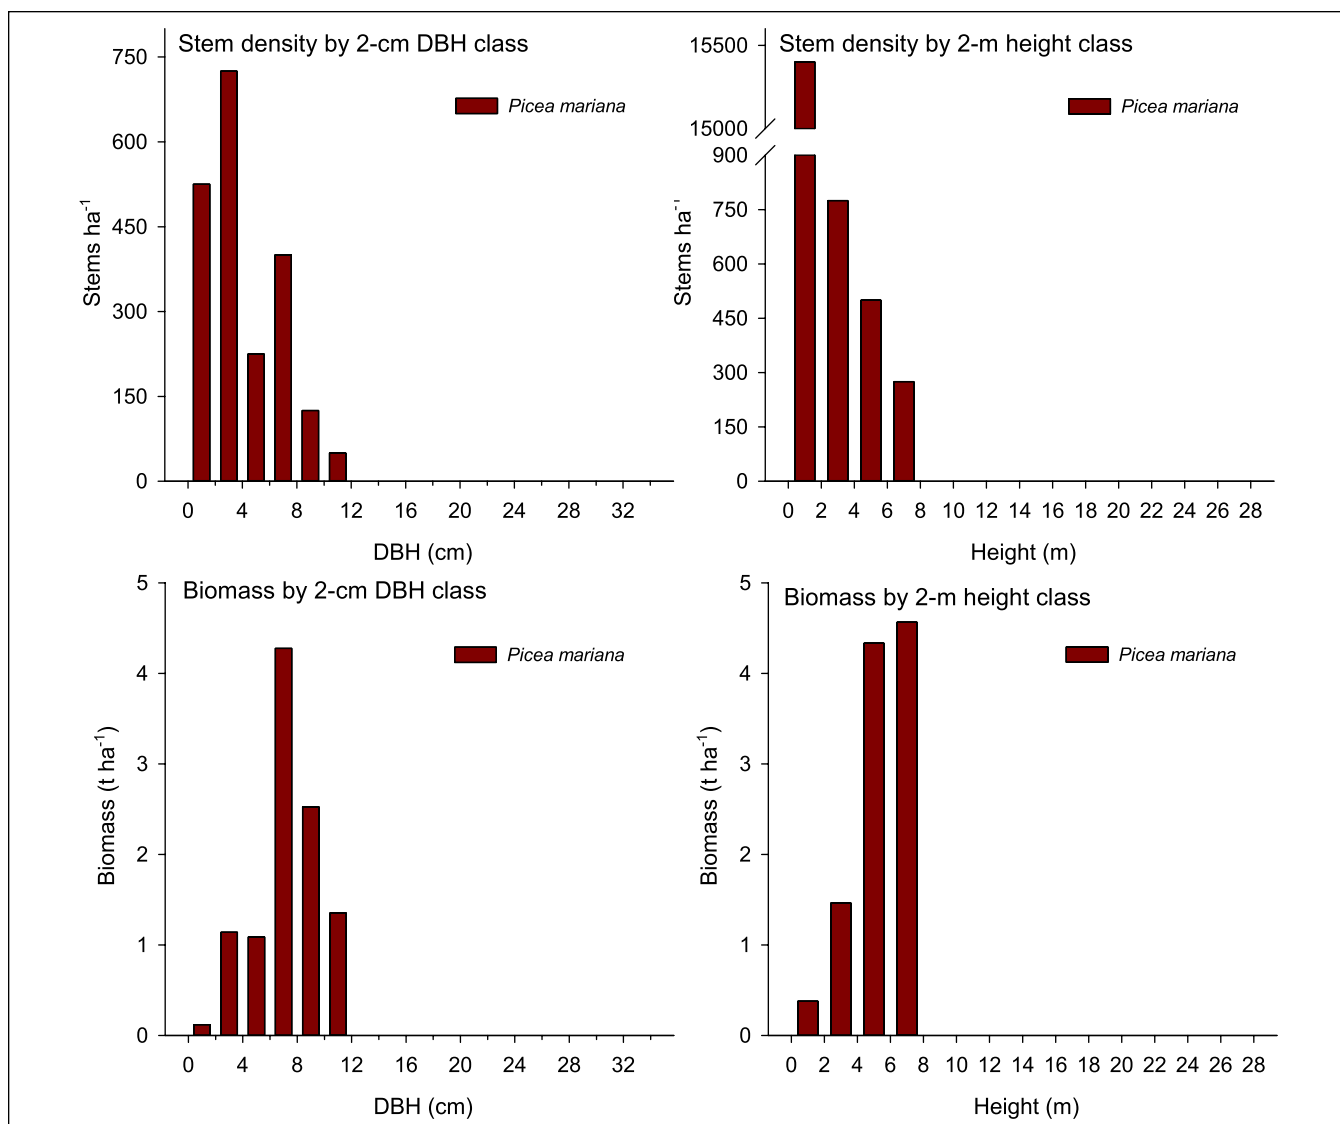 Stem density by 2-cm DBH class
Picea mariana
Stems ha-1
750
600
450
300
150
0
0 4 8 12 16 20 24 28 32
DBH (cm)
Stem density by 2-m height class
Picea mariana
Stems ha-1
15500
15000
900
750
600
450
300
150
0
0 2 4 6 8 10 12 14 16 18 20 22 24 26 28
Height (m)
Biomass by 2-cm DBH class
Picea mariana
Biomass (t ha-1)
5
4
3
2
1
0
0 4 8 12 16 20 24 28 32
DBH (cm)
Biomass by 2-m height class
Picea mariana
Biomass (t ha-1)
5
4
3
2
1
0
0 2 4 6 8 10 12 14 16 18 20 22 24 26 28
Height (m)